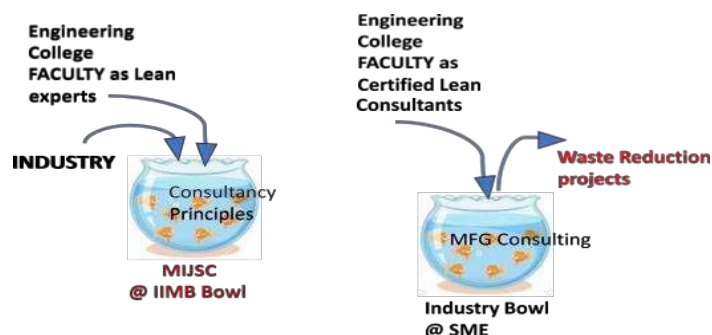 Engineering
College
FACULTY as Lean
experts
INDUSTRY
Consultancy
Principles
MIJSC
@ IIMB Bowl
Engineering
College
FACULTY as
Certified Lean
Consultants
Waste Reduction
projects
MFG Consulting
Industry Bowl
@ SME